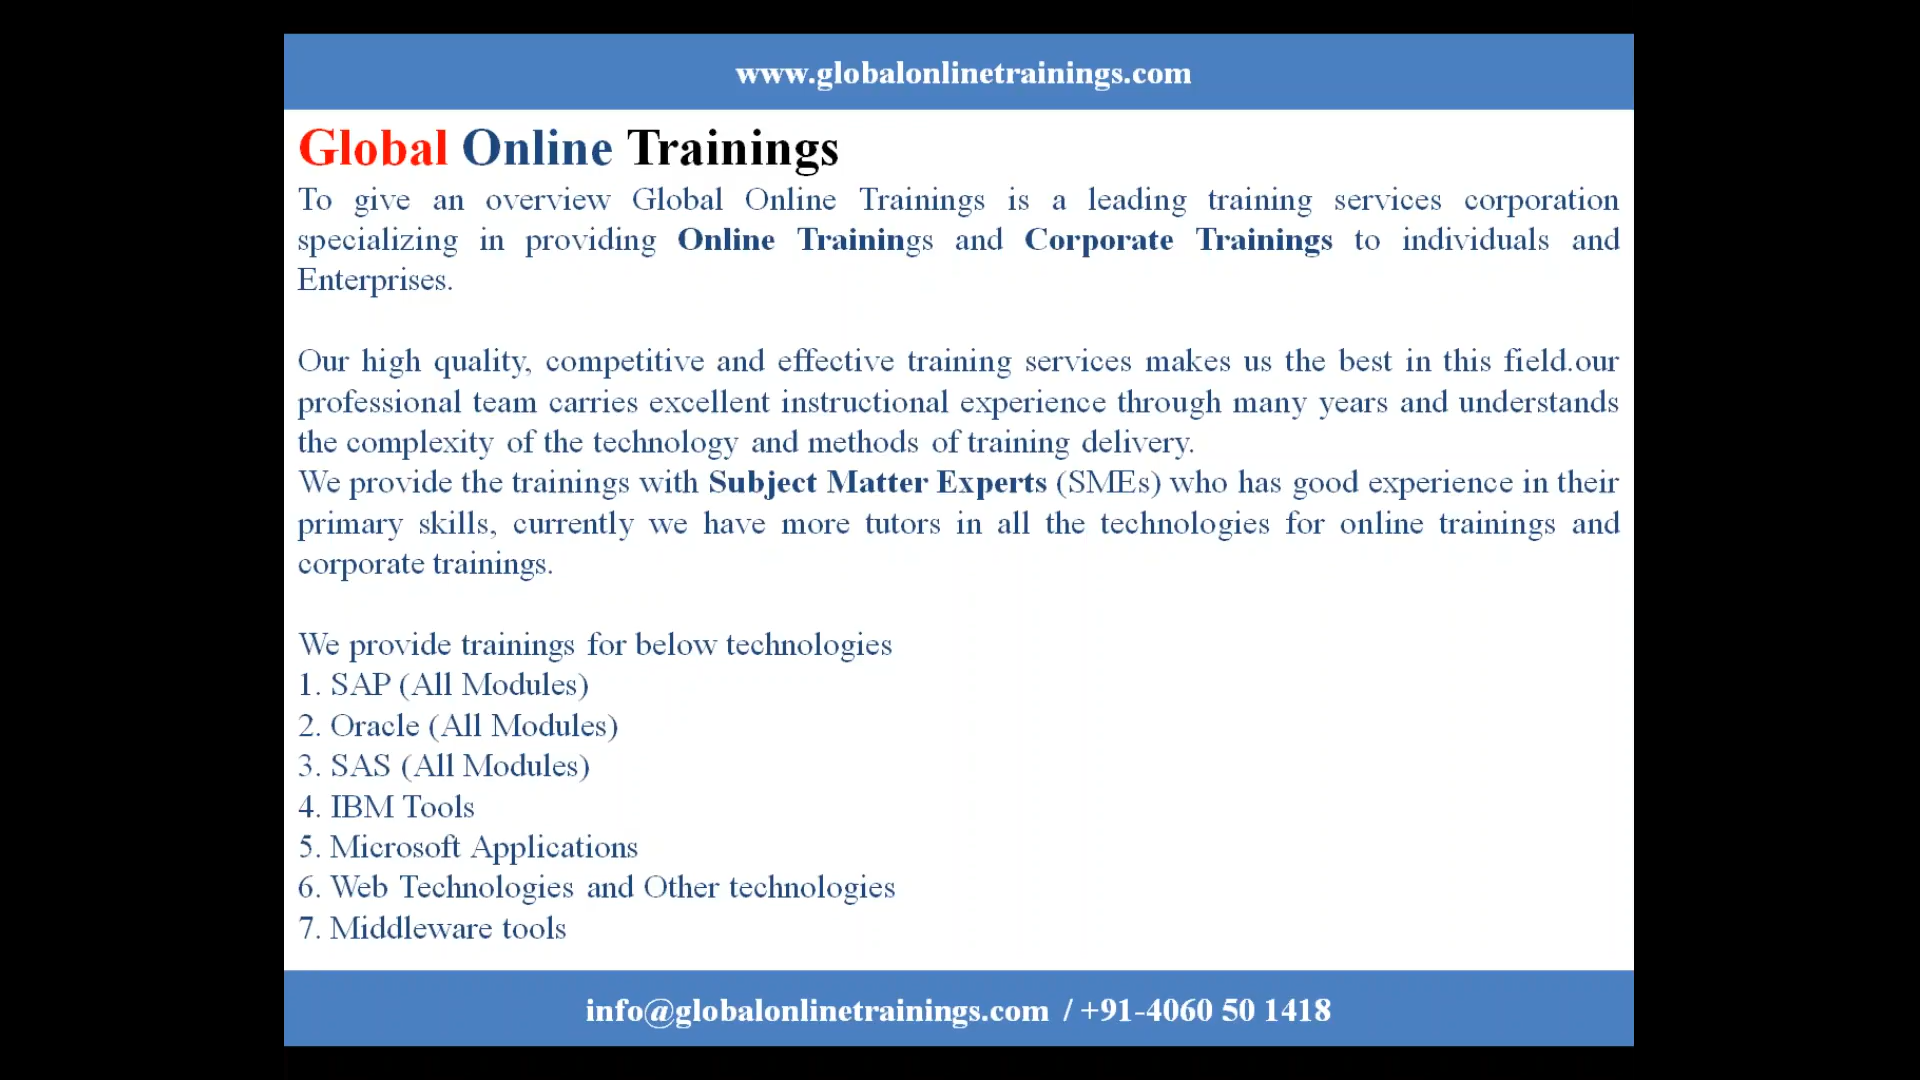 www.globalonlinetrainings.com
Global Online Trainings
To give an overview Global Online Trainings is a leading training services corporation
specializing in providing Online Trainings and Corporate Trainings to individuals and
Enterprises.
Our high quality, competitive and effective training services makes us the best in this field.our
professional team carries excellent instructional experience through many years and understands
the complexity of the technology and methods of training delivery.
We provide the trainings with Subject Matter Experts (SMEs) who has good experience in their
primary skills, currently we have more tutors in all the technologies for online trainings and
corporate trainings.
We provide trainings for below technologies
1. SAP (All Modules)
2. Oracle (All Modules)
3. SAS (All Modules)
4. IBM Tools
5. Microsoft Applications
6. Web Technologies and Other technologies
7. Middleware tools
info@globalonlinetrainings.com / +91-4060 50 1418